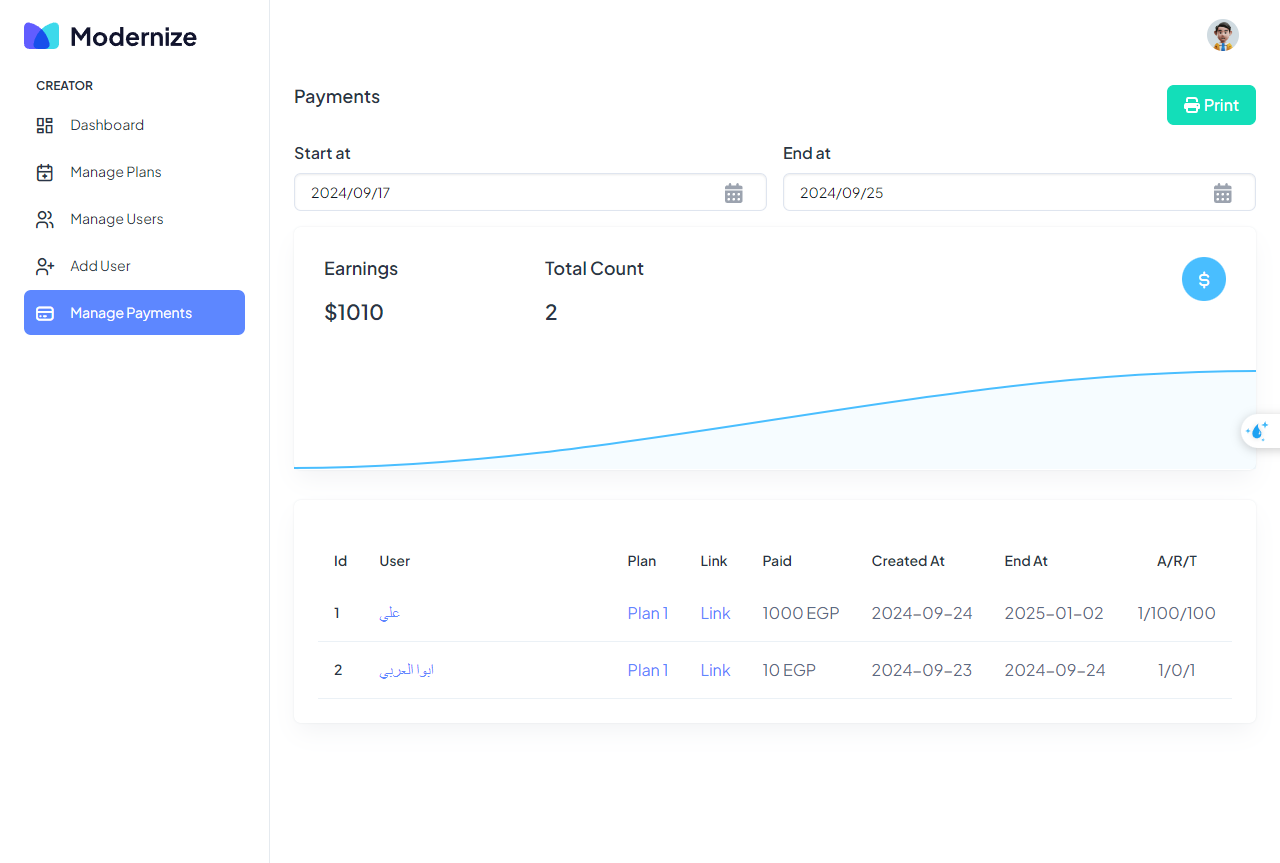 Modernize
CREATOR
Dashboard
Manage Plans
Manage Users
Add User
Manage Payments
Payments
Print
Start at
End at
2024/09/17
2024/09/25
Earnings
Total Count
$1010
2
$
Id User Plan Link Paid Created At End At A/R/T
1 علي Plan 1 Link 1000 EGP 2024-09-24 2025-01-02 1/100/100
2 ابوا العربي Plan 1 Link 10 EGP 2024-09-23 2024-09-24 1/0/1